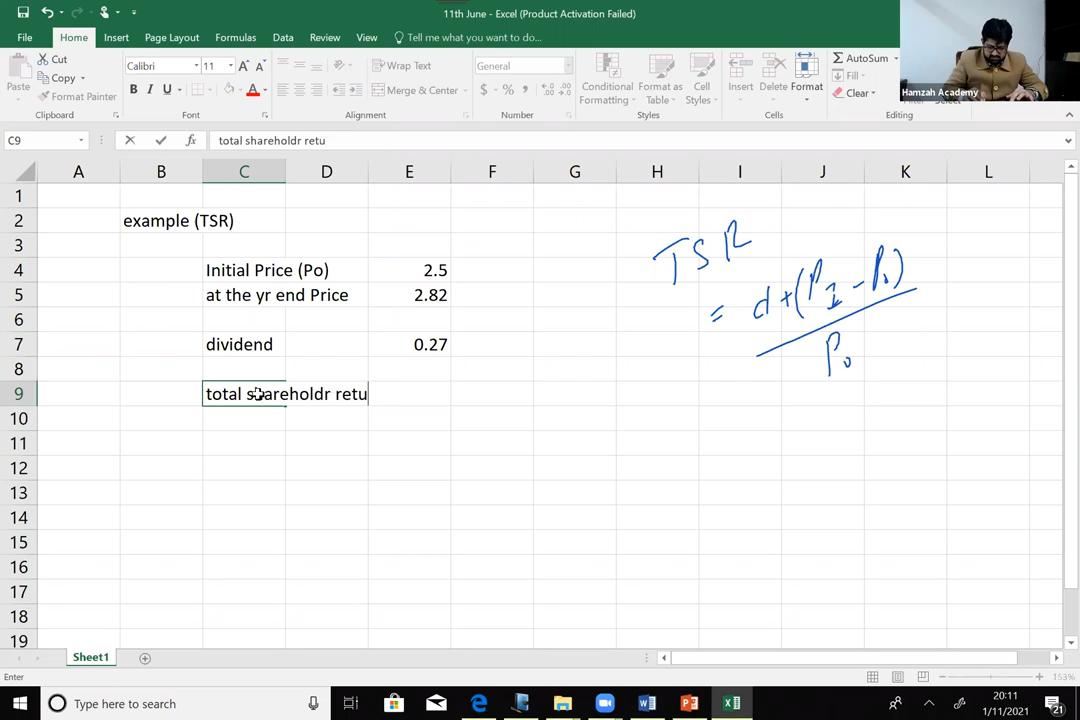 11th June - Excel (Product Activation Failed)
File Home Insert Page Layout Formulas Data Review View Tell me what you want to do...
Hamzah Academy
Paste
Cut
Copy
Format Painter
Clipboard
Calibri 11
B I U
Font
Wrap Text
Merge & Center
Alignment
General
$ % ,
Number
Conditional Formatting
Format as Table
Cell Styles
Styles
Insert Delete Format
Cells
AutoSum
Fill
Clear
Editing
C9 fx total shareholdr retu
A B C D E F G H I J K L
1
2 example (TSR)
3
4 Initial Price (Po) 2.5
5 at the yr end Price 2.82
6
7 dividend 0.27
8
9 total shareholdr retu
10
11
12
13
14
15
16
17
18
19
TSR
= d+(P1-P0)
P0
Sheet1
Enter
153%
Type here to search
20:11
1/11/2021
21